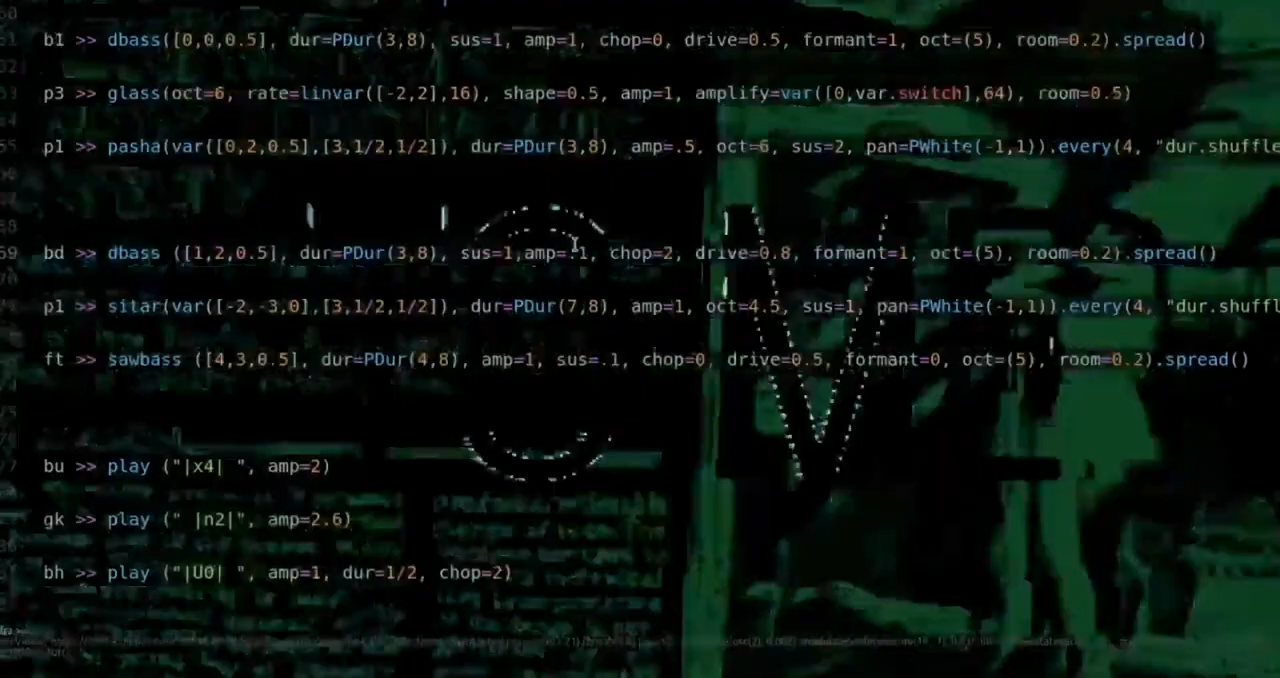 b1 >> dbass([0,0,0.5], dur=PDur(3,8), sus=1, amp=1, chop=0, drive=0.5, formant=1, oct=(5), room=0.2).spread()
p3 >> glass(oct=6, rate=linvar([-2,2],16), shape=0.5, amp=1, amplify=var([0,var.switch],64), room=0.5)
p1 >> pasha(var([0,2,0.5],[3,1/2,1/2]), dur=PDur(3,8), amp=.5, oct=6, sus=2, pan=PWhite(-1,1)).every(4, "dur.shuffle
69 bd >> dbass ([1,2,0.5], dur=PDur(3,8), sus=1,amp=.1, chop=2, drive=0.8, formant=1, oct=(5), room=0.2).spread()
p1 >> sitar(var([-2,-3,0],[3,1/2,1/2]), dur=PDur(7,8), amp=1, oct=4.5, sus=1, pan=PWhite(-1,1)).every(4, "dur.shuffl
ft >> sawbass ([4,3,0.5], dur=PDur(4,8), amp=1, sus=.1, chop=0, drive=0.5, formant=0, oct=(5), room=0.2).spread()
bu >> play ("|x4| ", amp=2)
gk >> play (" |n2|", amp=2.6)
bh >> play ("|U0| ", amp=1, dur=1/2, chop=2)